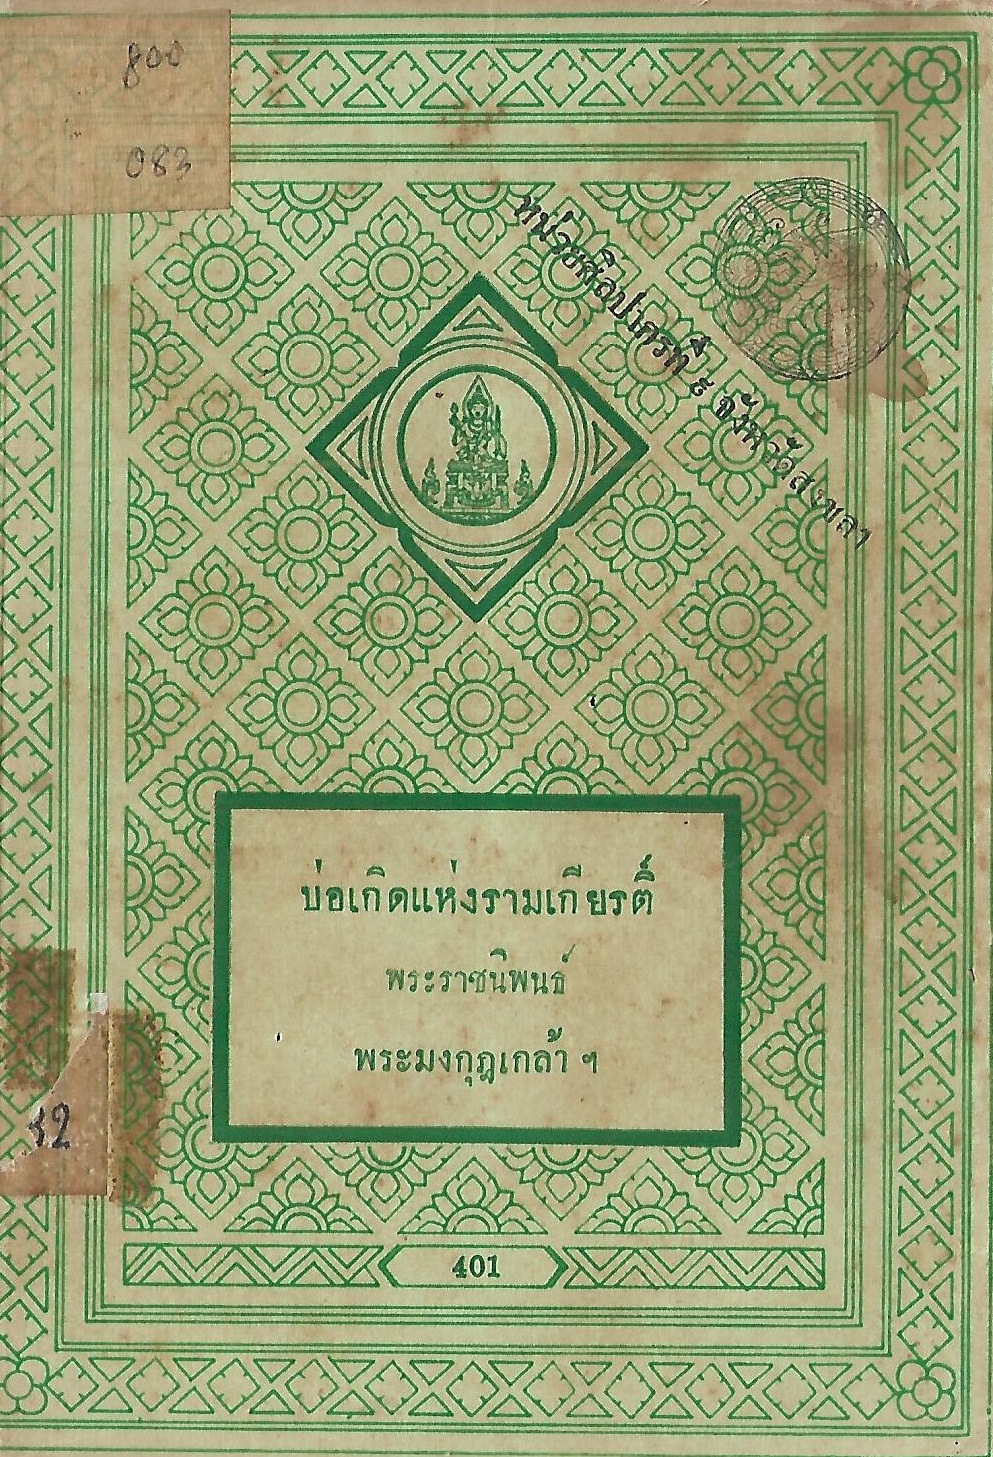 800
083
หน่วยศิลปากรที่ ๙ จังหวัดสงขลา
บ่อเกิดแห่งรามเกียรติ์
พระราชนิพนธ์
พระมงกุฎเกล้า ฯ
401